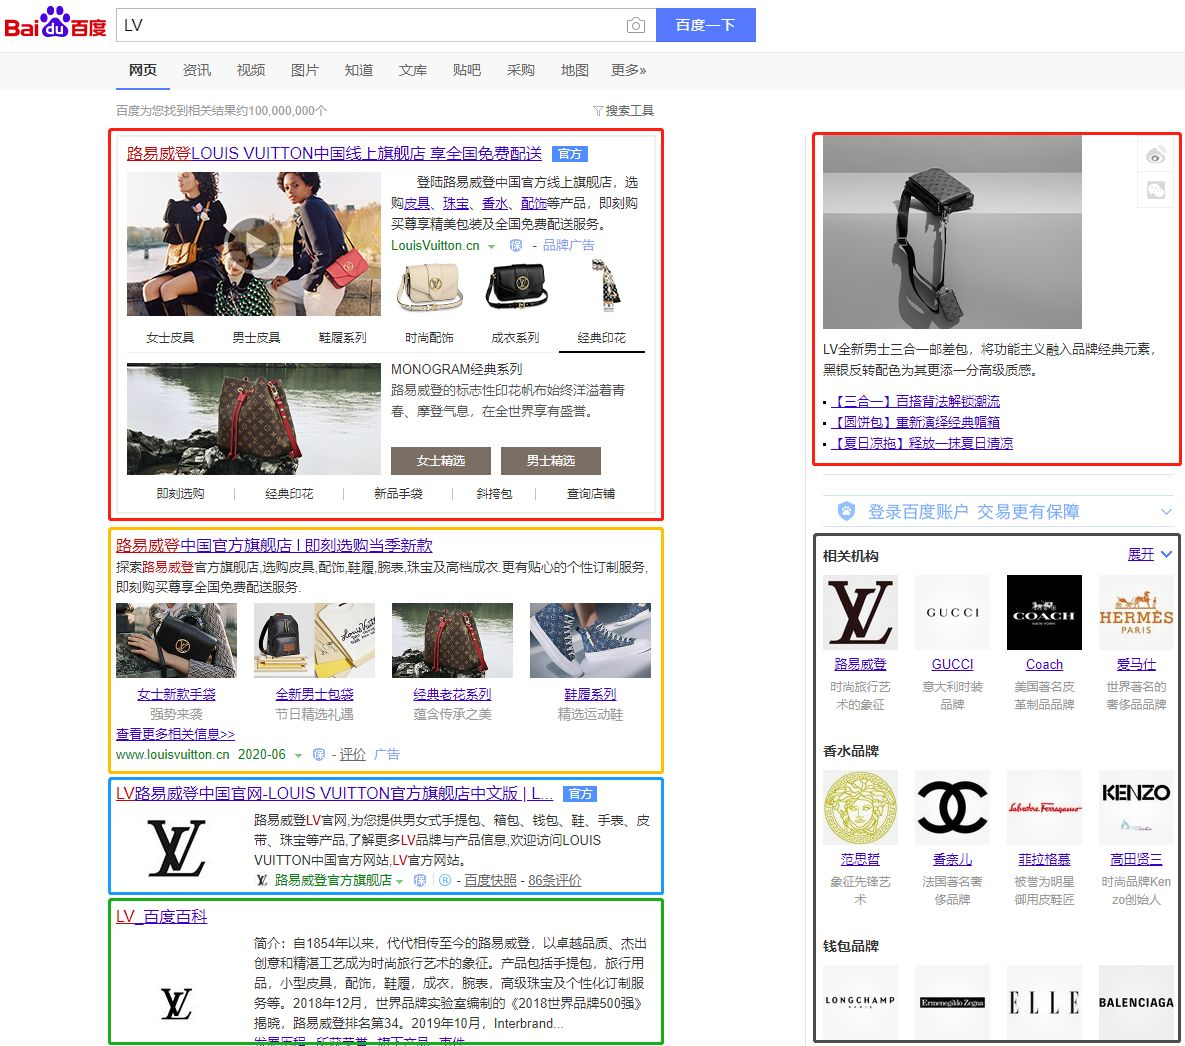 Bai du 百度
LV
百度一下
网页 资讯 视频 图片 知道 文库 贴吧 采购 地图 更多»
百度为您找到相关结果约100,000,000个
搜索工具
路易威登LOUIS VUITTON中国线上旗舰店 享全国免费配送 官方
登陆路易威登中国官方线上旗舰店，选
购皮具、珠宝、香水、配饰等产品，即刻购
买尊享精美包装及全国免费配送服务。
LouisVuitton.cn 保 - 品牌广告
女士皮具 男士皮具 鞋履系列 时尚配饰 成衣系列 经典印花
MONOGRAM经典系列
路易威登的标志性印花帆布始终洋溢着青
春、摩登气息，在全世界享有盛誉。
女士精选 男士精选
即刻选购 经典印花 新品手袋 斜挎包 查询店铺
路易威登中国官方旗舰店 I 即刻选购当季新款
探索路易威登官方旗舰店,选购皮具,配饰,鞋履,腕表,珠宝及高档成衣.更有贴心的个性订制服务,
即刻购买尊享全国免费配送服务.
女士新款手袋 全新男士包袋 经典老花系列 鞋履系列
强势来袭 节日精选礼遇 蕴含传承之美 精选运动鞋
查看更多相关信息>>
www.louisvuitton.cn 2020-06 保 - 评价 广告
LV路易威登中国官网-LOUIS VUITTON官方旗舰店中文版 | L... 官方
路易威登LV官网,为您提供男女式手提包、箱包、钱包、鞋、手表、皮
带、珠宝等产品,了解更多LV品牌与产品信息,欢迎访问LOUIS
VUITTON中国官方网站,LV官方网站。
路易威登官方旗舰店 保 ® - 百度快照 - 86条评价
LV_百度百科
简介：自1854年以来，代代相传至今的路易威登，以卓越品质、杰出
创意和精湛工艺成为时尚旅行艺术的象征。产品包括手提包，旅行用
品，小型皮具，配饰，鞋履，成衣，腕表，高级珠宝及个性化订制服
务等。2018年12月，世界品牌实验室编制的《2018世界品牌500强》
揭晓，路易威登排名第34。2019年10月，Interbrand...
发展历程 所获荣誉 旗下产品 事件
LV全新男士三合一邮差包，将功能主义融入品牌经典元素，
黑银反转配色为其更添一分高级质感。
【三合一】百搭背法解锁潮流
【圆饼包】重新演绎经典帽箱
【夏日凉拖】释放一抹夏日清凉
登录百度账户 交易更有保障
相关机构 展开
LV GUCCI COACH NEW YORK HERMÈS PARIS
路易威登 GUCCI Coach 爱马仕
时尚旅行艺 意大利时装 美国著名皮 世界著名的
术的象征 品牌 革制品品牌 奢侈品品牌
香水品牌
Salvatore Ferragamo KENZO
范思哲 香奈儿 菲拉格慕 高田贤三
象征先锋艺 法国著名奢 被誉为明星 时尚品牌Ken
术 侈品牌 御用皮鞋匠 zo创始人
钱包品牌
LONGCHAMP PARIS Ermenegildo Zegna ELLE BALENCIAGA